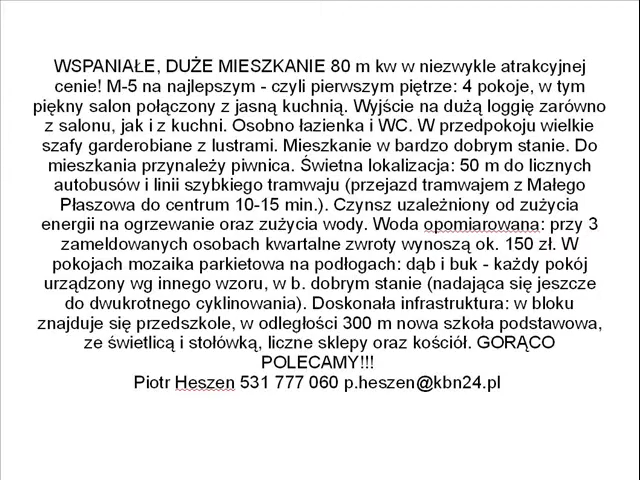 WSPANIAŁE, DUŻE MIESZKANIE 80 m kw w niezwykle atrakcyjnej
cenie! M-5 na najlepszym - czyli pierwszym piętrze: 4 pokoje, w tym
piękny salon połączony z jasną kuchnią. Wyjście na dużą loggię zarówno
z salonu, jak i z kuchni. Osobno łazienka i WC. W przedpokoju wielkie
szafy garderobiane z lustrami. Mieszkanie w bardzo dobrym stanie. Do
mieszkania przynależy piwnica. Świetna lokalizacja: 50 m do licznych
autobusów i linii szybkiego tramwaju (przejazd tramwajem z Małego
Płaszowa do centrum 10-15 min.). Czynsz uzależniony od zużycia
energii na ogrzewanie oraz zużycia wody. Woda opomiarowana: przy 3
zameldowanych osobach kwartalne zwroty wynoszą ok. 150 zł. W
pokojach mozaika parkietowa na podłogach: dąb i buk - każdy pokój
urządzony wg innego wzoru, w b. dobrym stanie (nadająca się jeszcze
do dwukrotnego cyklinowania). Doskonała infrastruktura: w bloku
znajduje się przedszkole, w odległości 300 m nowa szkoła podstawowa,
ze świetlicą i stołówką, liczne sklepy oraz kościół. GORĄCO
POLECAMY!!!
Piotr Heszen 531 777 060 p.heszen@kbn24.pl